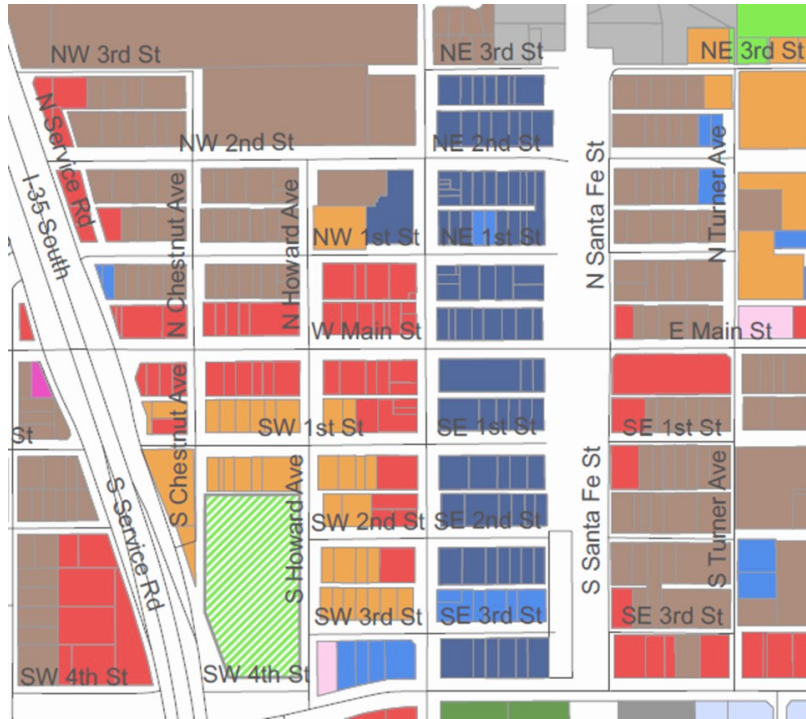 NW 3rd St
NE 3rd St
NE 3rd St
N Service Rd
NW 2nd St
NE 2nd St
I-35 South
N Chestnut Ave
N Howard Ave
NW 1st St
NE 1st St
N Santa Fe St
N Turner Ave
W Main St
E Main St
St
S Chestnut Ave
SW 1st St
SE 1st St
SE 1st St
S Service Rd
S Howard Ave
SW 2nd St
SE 2nd St
S Santa Fe St
S Turner Ave
SW 3rd St
SE 3rd St
SE 3rd St
SW 4th St
SW 4th St